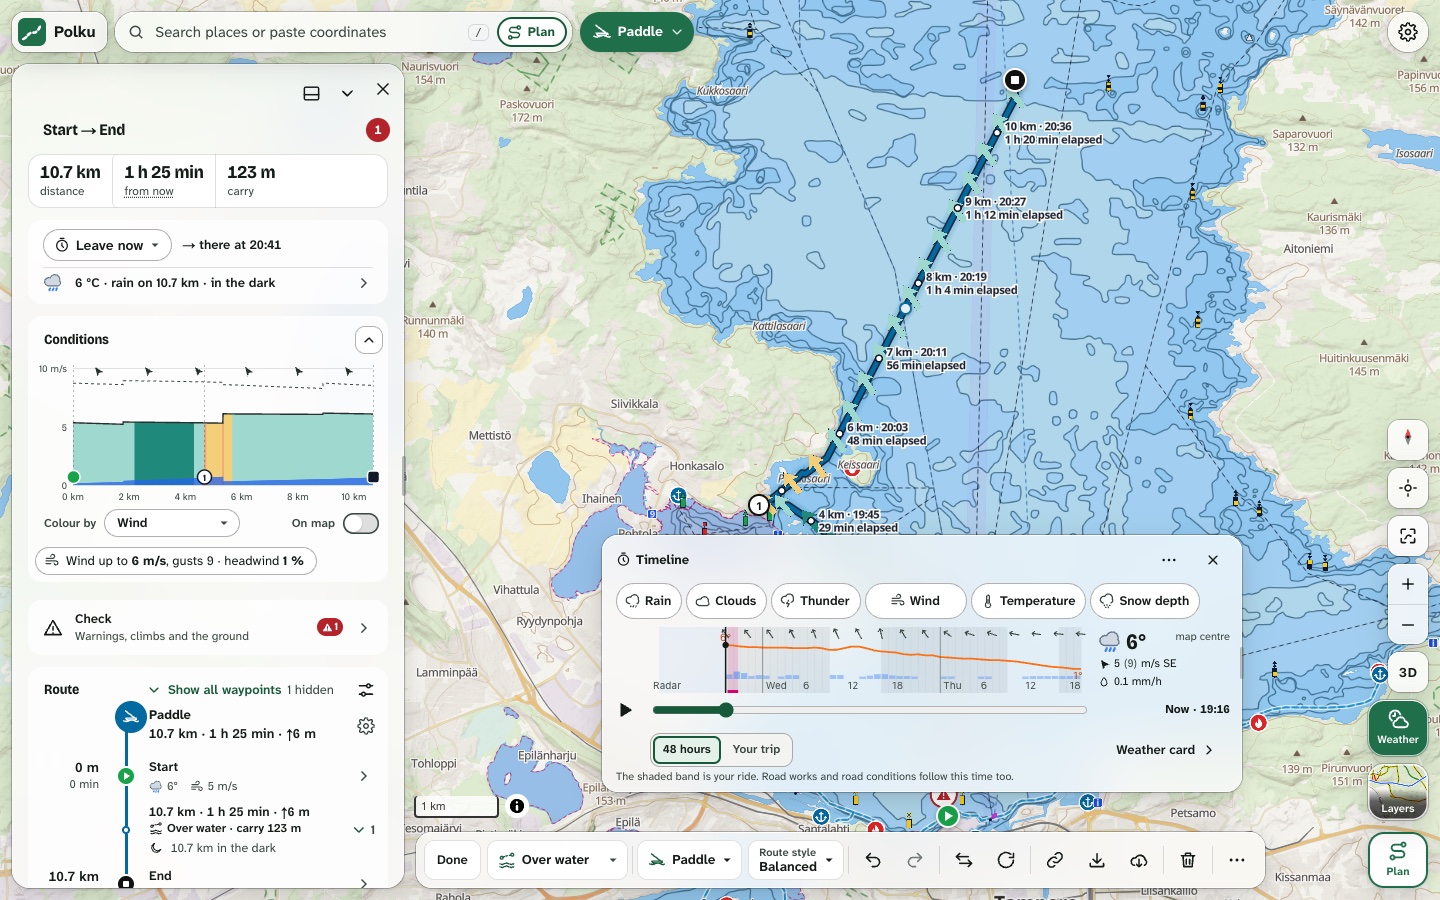 Polku
Search places or paste coordinates
/
Plan
Paddle
Start → End
1
10.7 km
distance
1 h 25 min
from now
123 m
carry
Leave now
→ there at 20:41
6 °C · rain on 10.7 km · in the dark
Conditions
10 m/s
5
0
1
0 km
2 km
4 km
6 km
8 km
10 km
Colour by
Wind
On map
Wind up to 6 m/s, gusts 9 · headwind 1 %
Check
Warnings, climbs and the ground
1
Route
Show all waypoints
1 hidden
Paddle
10.7 km · 1 h 25 min · ↑6 m
0 m
0 min
Start
6°
5 m/s
10.7 km · 1 h 25 min · ↑6 m
Over water · carry 123 m
1
10.7 km in the dark
10.7 km
End
Naurisvuori
154 m
Paskovuori
172 m
Kukkosaari
Säynävänvuoret
142 m
156 m
Saparovuori
132 m
Isosaari
Kaurismäki
136 m
Aitoniemi
Huitinkuusenmäki
145 m
Runnunmäki
140 m
Siivikkala
Mettistö
Honkasalo
Ihainen
Kattilasaari
Keissaari
Vihattula
Ryydynpohja
Lamminpää
Tohloppi
Epilänharju
153 m
Epilä
Santalahti
Rahola
Petsamo
Kissanmaa
139 m
151 m
10 km · 20:36
1 h 20 min elapsed
9 km · 20:27
1 h 12 min elapsed
8 km · 20:19
1 h 4 min elapsed
7 km · 20:11
56 min elapsed
6 km · 20:03
48 min elapsed
1
4 km · 19:45
29 min elapsed
Timeline
Rain
Clouds
Thunder
Wind
Temperature
Snow depth
Radar
Wed
6
12
18
Thu
6
12
18
1°
6°
map centre
5 (9) m/s SE
0.1 mm/h
Now · 19:16
48 hours
Your trip
Weather card
The shaded band is your ride. Road works and road conditions follow this time too.
1 km
Done
Over water
Paddle
Route style
Balanced
3D
Weather
Layers
Plan